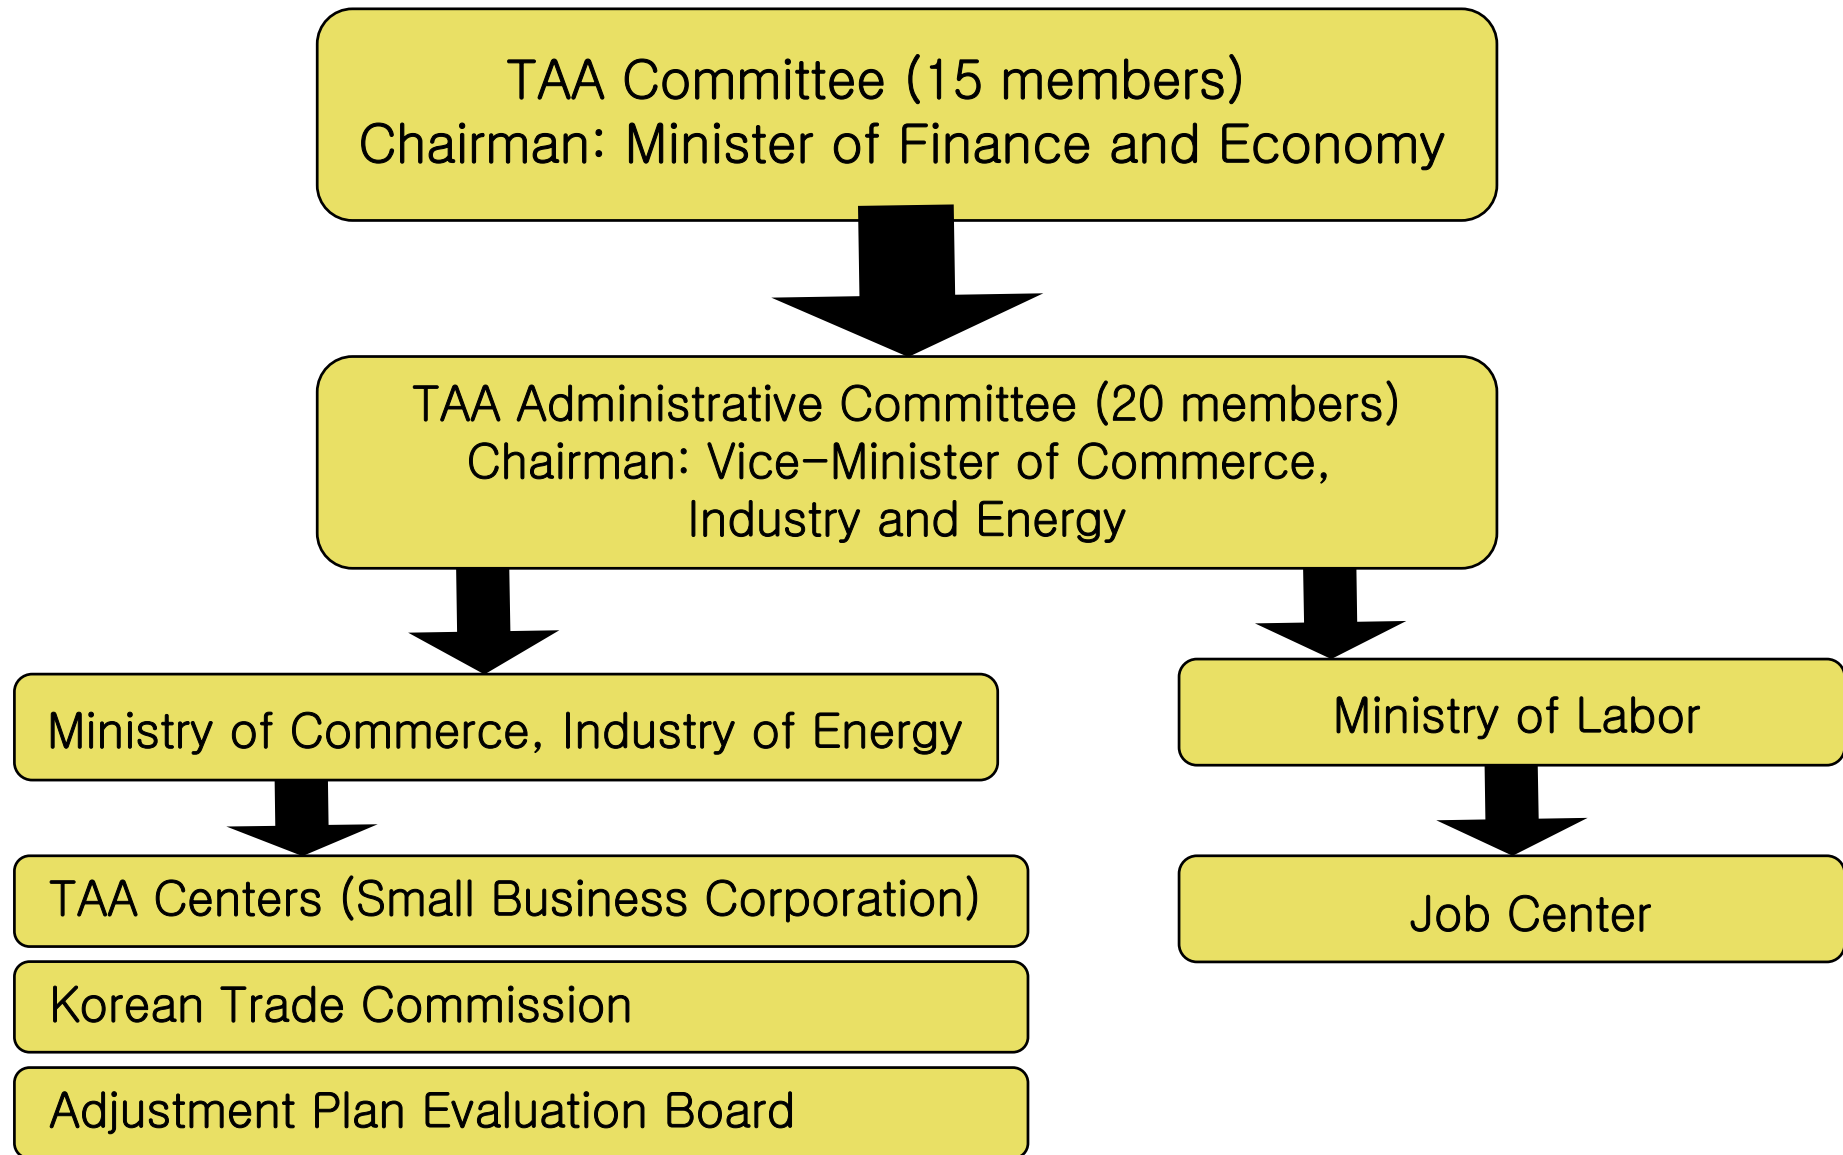 TAA Committee (15 members)
Chairman: Minister of Finance and Economy
TAA Administrative Committee (20 members)
Chairman: Vice-Minister of Commerce,
Industry and Energy
Ministry of Commerce, Industry of Energy
Ministry of Labor
TAA Centers (Small Business Corporation)
Job Center
Korean Trade Commission
Adjustment Plan Evaluation Board